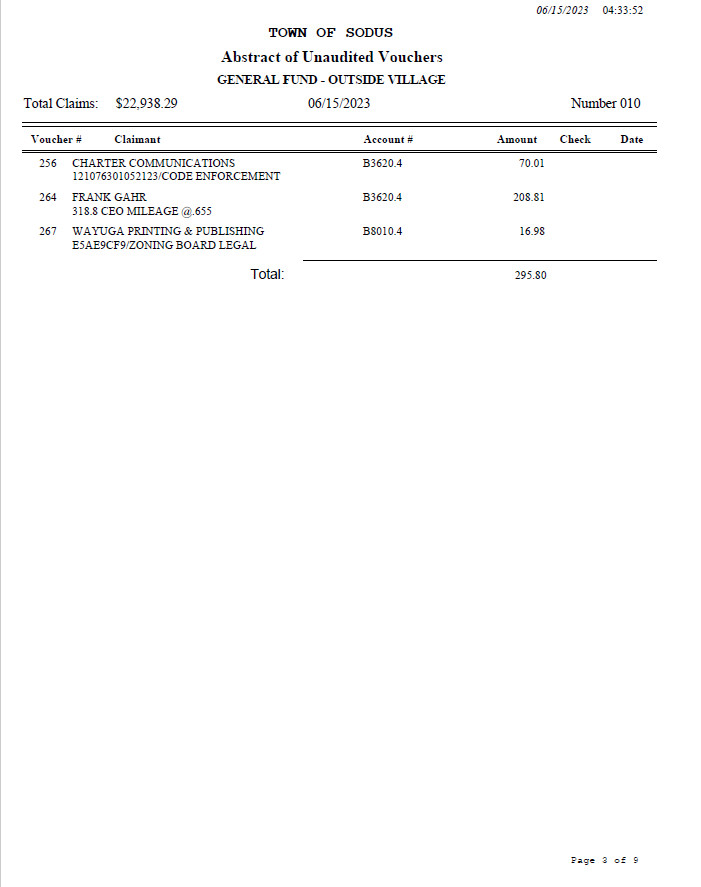 06/15/2023 04:33:52
TOWN OF SODUS
Abstract of Unaudited Vouchers
GENERAL FUND - OUTSIDE VILLAGE
Total Claims: $22,938.29 06/15/2023 Number 010
Voucher # Claimant Account # Amount Check Date
256 CHARTER COMMUNICATIONS B3620.4 70.01
121076301052123/CODE ENFORCEMENT
264 FRANK GAHR B3620.4 208.81
318.8 CEO MILEAGE @.655
267 WAYUGA PRINTING & PUBLISHING B8010.4 16.98
E5AE9CF9/ZONING BOARD LEGAL
Total: 295.80
Page 3 of 9